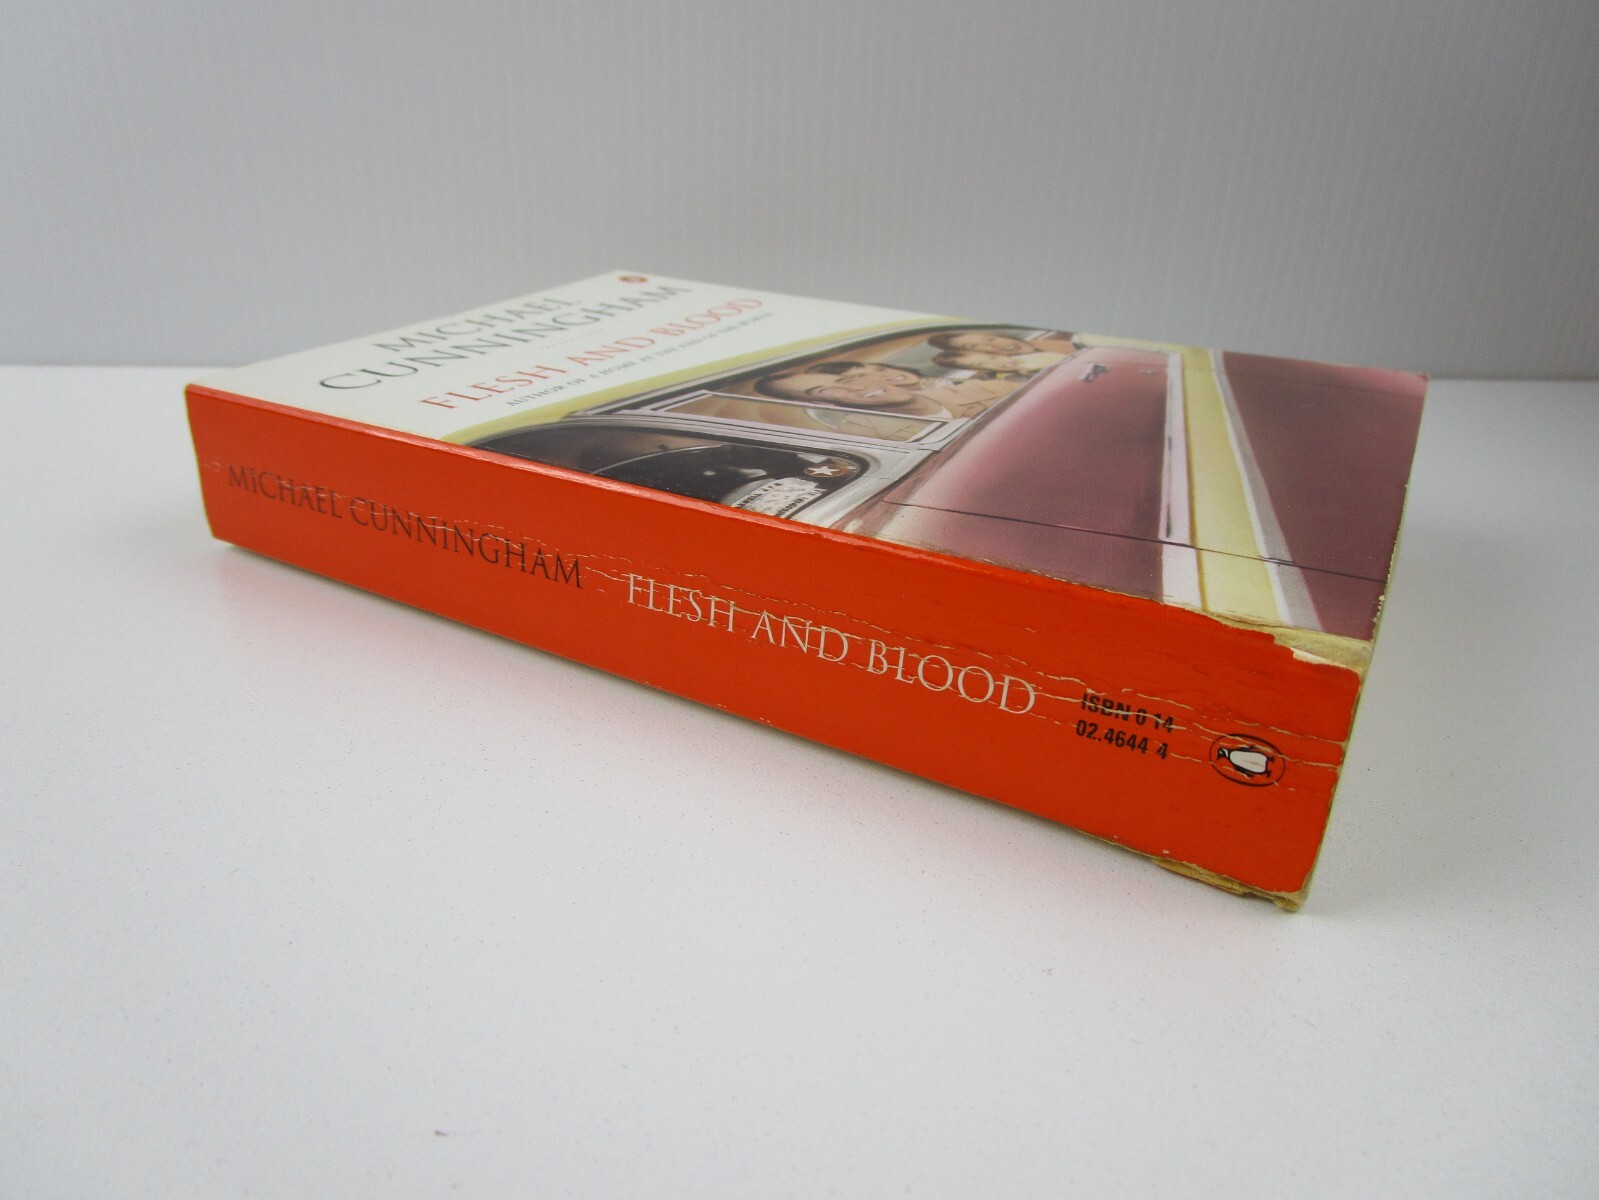 MICHAEL
CUNNINGHAM
FLESH AND BLOOD
AUTHOR OF A HOME AT THE END OF THE WORLD
MICHAEL CUNNINGHAM FLESH AND BLOOD
ISBN 0 14
02.4644 4